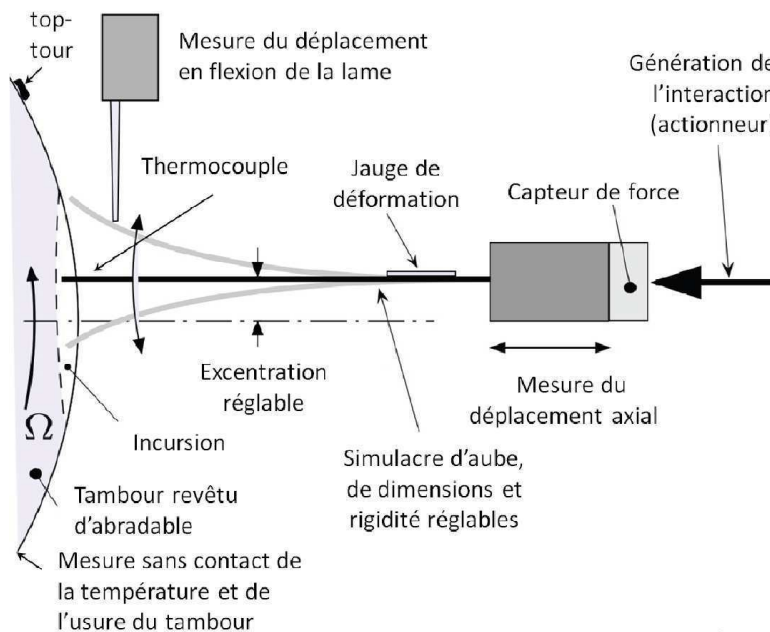 top-
tour
Mesure du déplacement
en flexion de la lame
Génération de
l'interaction
(actionneur
Thermocouple
Jauge de
déformation
Capteur de force
Excentration
réglable
Mesure du
déplacement axial
Ω
Incursion
Simulacre d'aube,
de dimensions et
rigidité réglables
Tambour revêtu
d'abradable
Mesure sans contact de
la température et de
l'usure du tambour